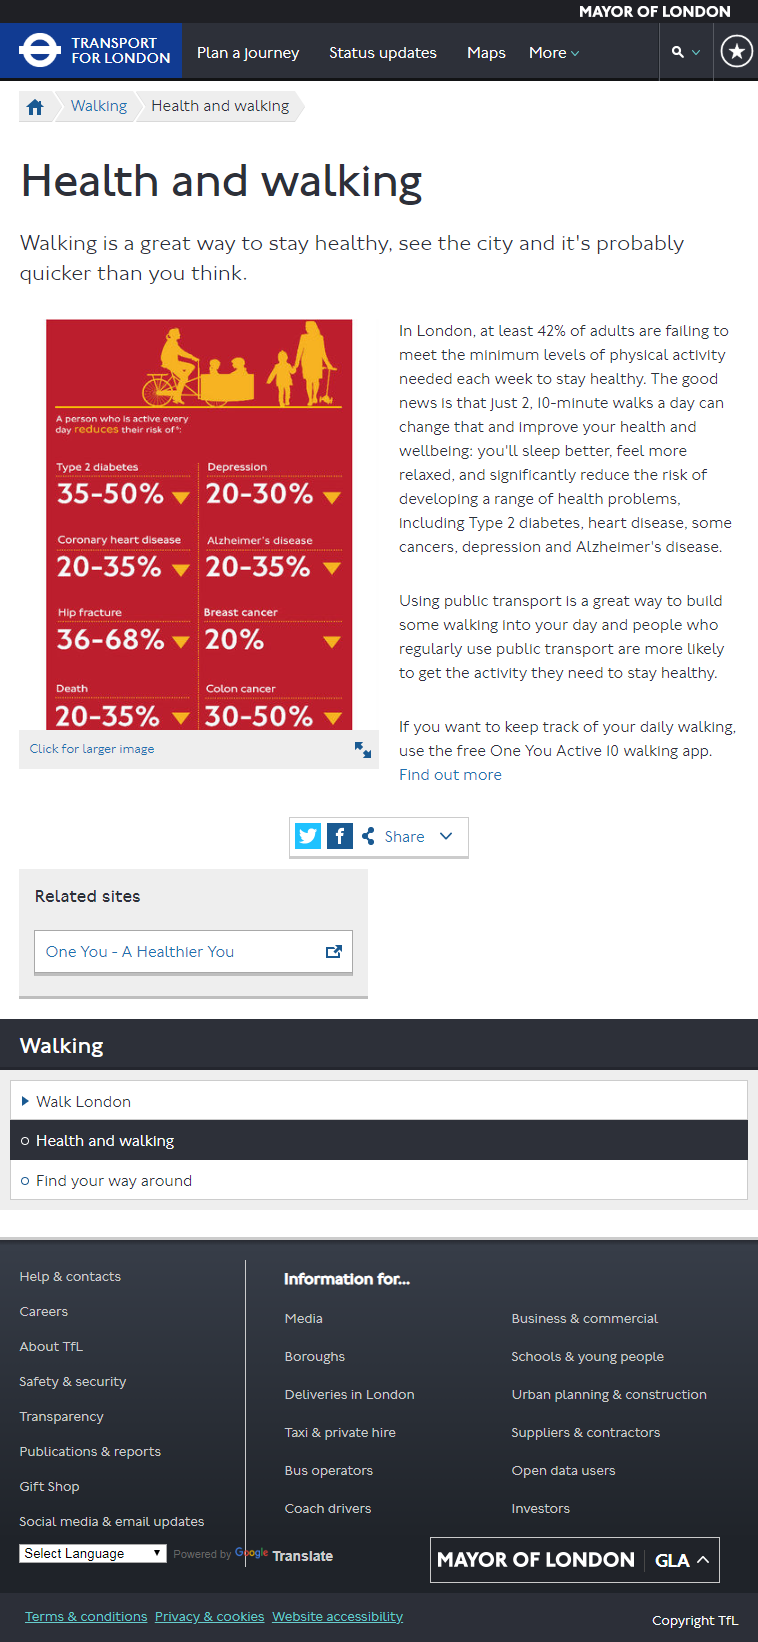 MAYOR OF LONDON
TRANSPORT
FOR LONDON
Plan a journey
Status updates
Maps
More
Walking
Health and walking
Health and walking
Walking is a great way to stay healthy, see the city and it's probably
quicker than you think.
A person who is active every
day reduces their risk of^:
Type 2 diabetes
35-50%
Depression
20-30%
Coronary heart disease
20-35%
Alzheimer's disease
20-35%
Hip fracture
36-68%
Breast cancer
20%
Death
20-35%
Colon cancer
30-50%
Click for larger image
In London, at least 42% of adults are failing to
meet the minimum levels of physical activity
needed each week to stay healthy. The good
news is that just 2, 10-minute walks a day can
change that and improve your health and
wellbeing: you'll sleep better, feel more
relaxed, and significantly reduce the risk of
developing a range of health problems,
including Type 2 diabetes, heart disease, some
cancers, depression and Alzheimer's disease.
Using public transport is a great way to build
some walking into your day and people who
regularly use public transport are more likely
to get the activity they need to stay healthy.
If you want to keep track of your daily walking,
use the free One You Active 10 walking app.
Find out more
Share
Related sites
One You - A Healthier You
Walking
Walk London
Health and walking
Find your way around
Help & contacts
Careers
About TfL
Safety & security
Transparency
Publications & reports
Gift Shop
Social media & email updates
Select Language
Powered by Google Translate
Information for...
Media
Boroughs
Deliveries in London
Taxi & private hire
Bus operators
Coach drivers
Business & commercial
Schools & young people
Urban planning & construction
Suppliers & contractors
Open data users
Investors
MAYOR OF LONDON
GLA
Terms & conditions
Privacy & cookies
Website accessibility
Copyright TfL